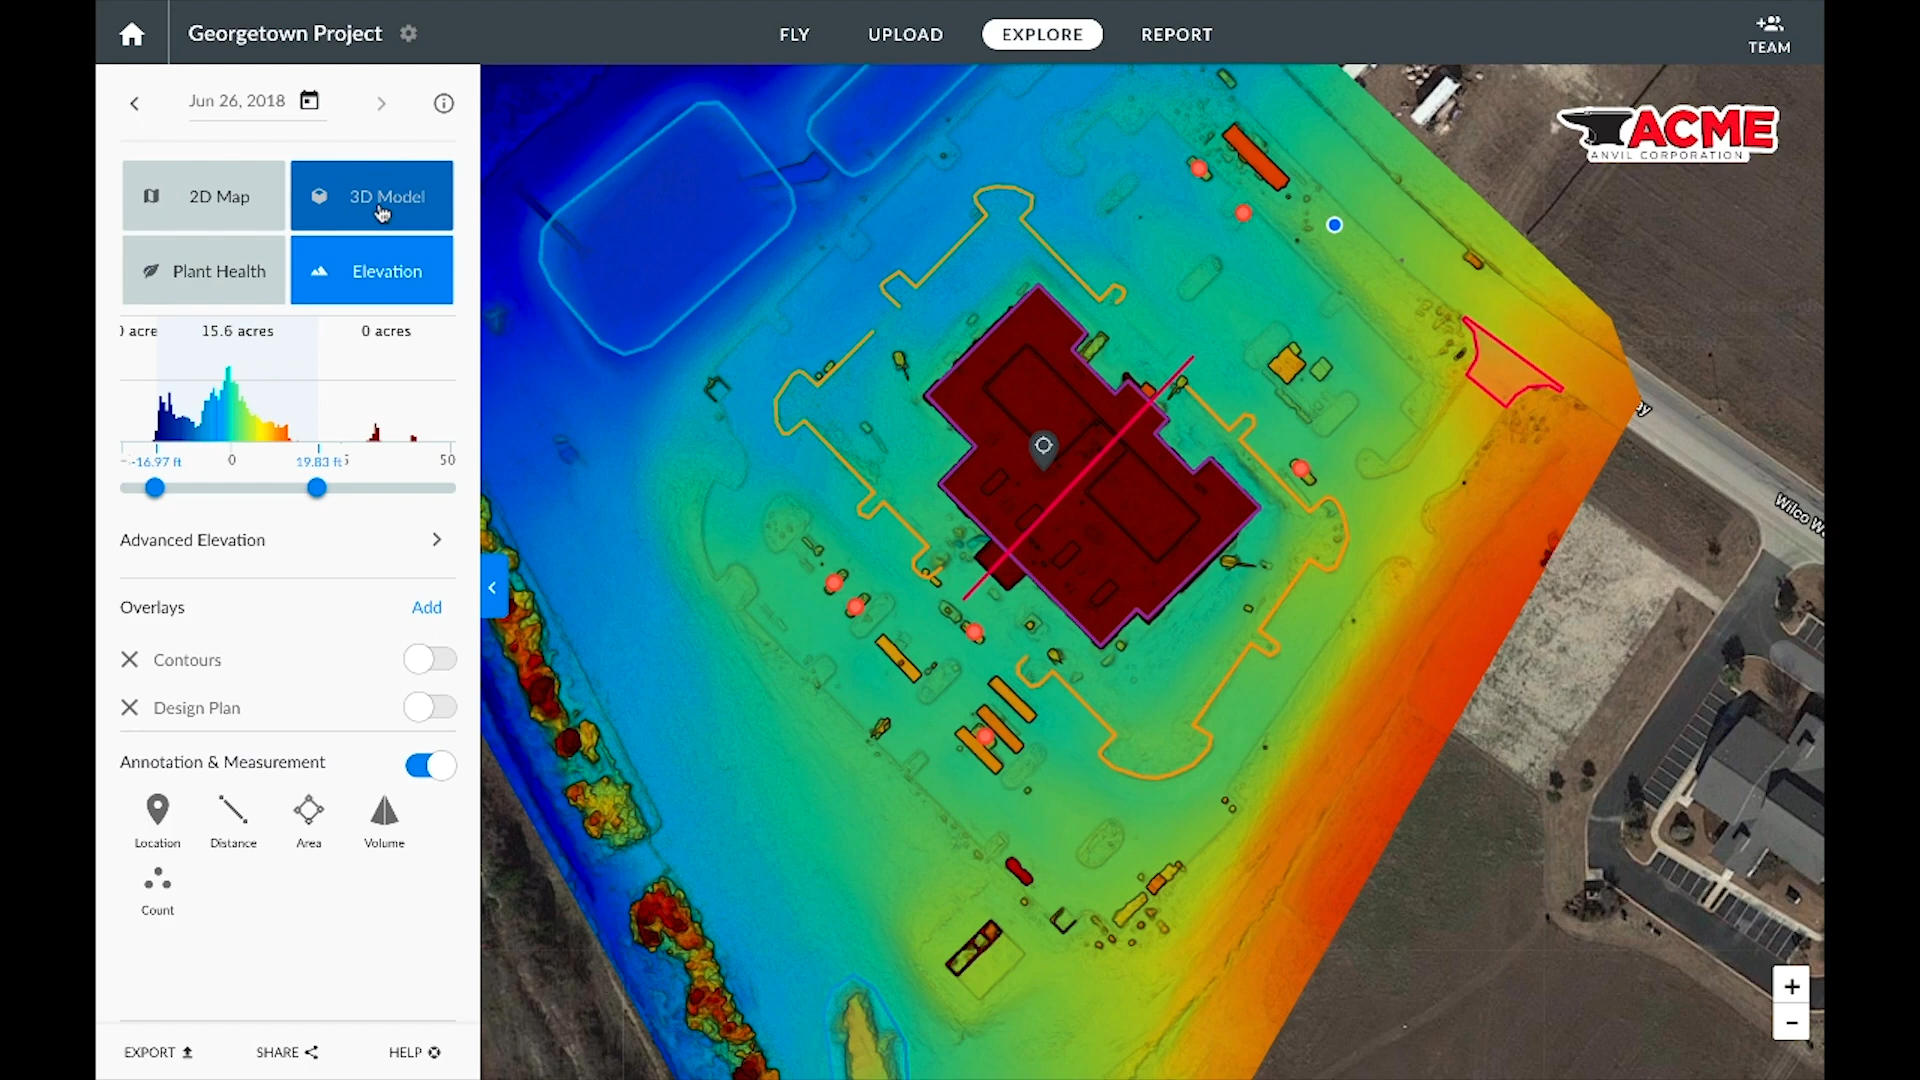 Georgetown Project
FLY
UPLOAD
EXPLORE
REPORT
TEAM
Jun 26, 2018
2D Map
3D Model
Plant Health
Elevation
0 acre
15.6 acres
0 acres
0
50
-16.97 ft
19.83 ft
Advanced Elevation
Overlays
Add
Contours
Design Plan
Annotation & Measurement
Location
Distance
Area
Volume
Count
EXPORT
SHARE
HELP
ACME
ANVIL CORPORATION
Wilco W
+
−